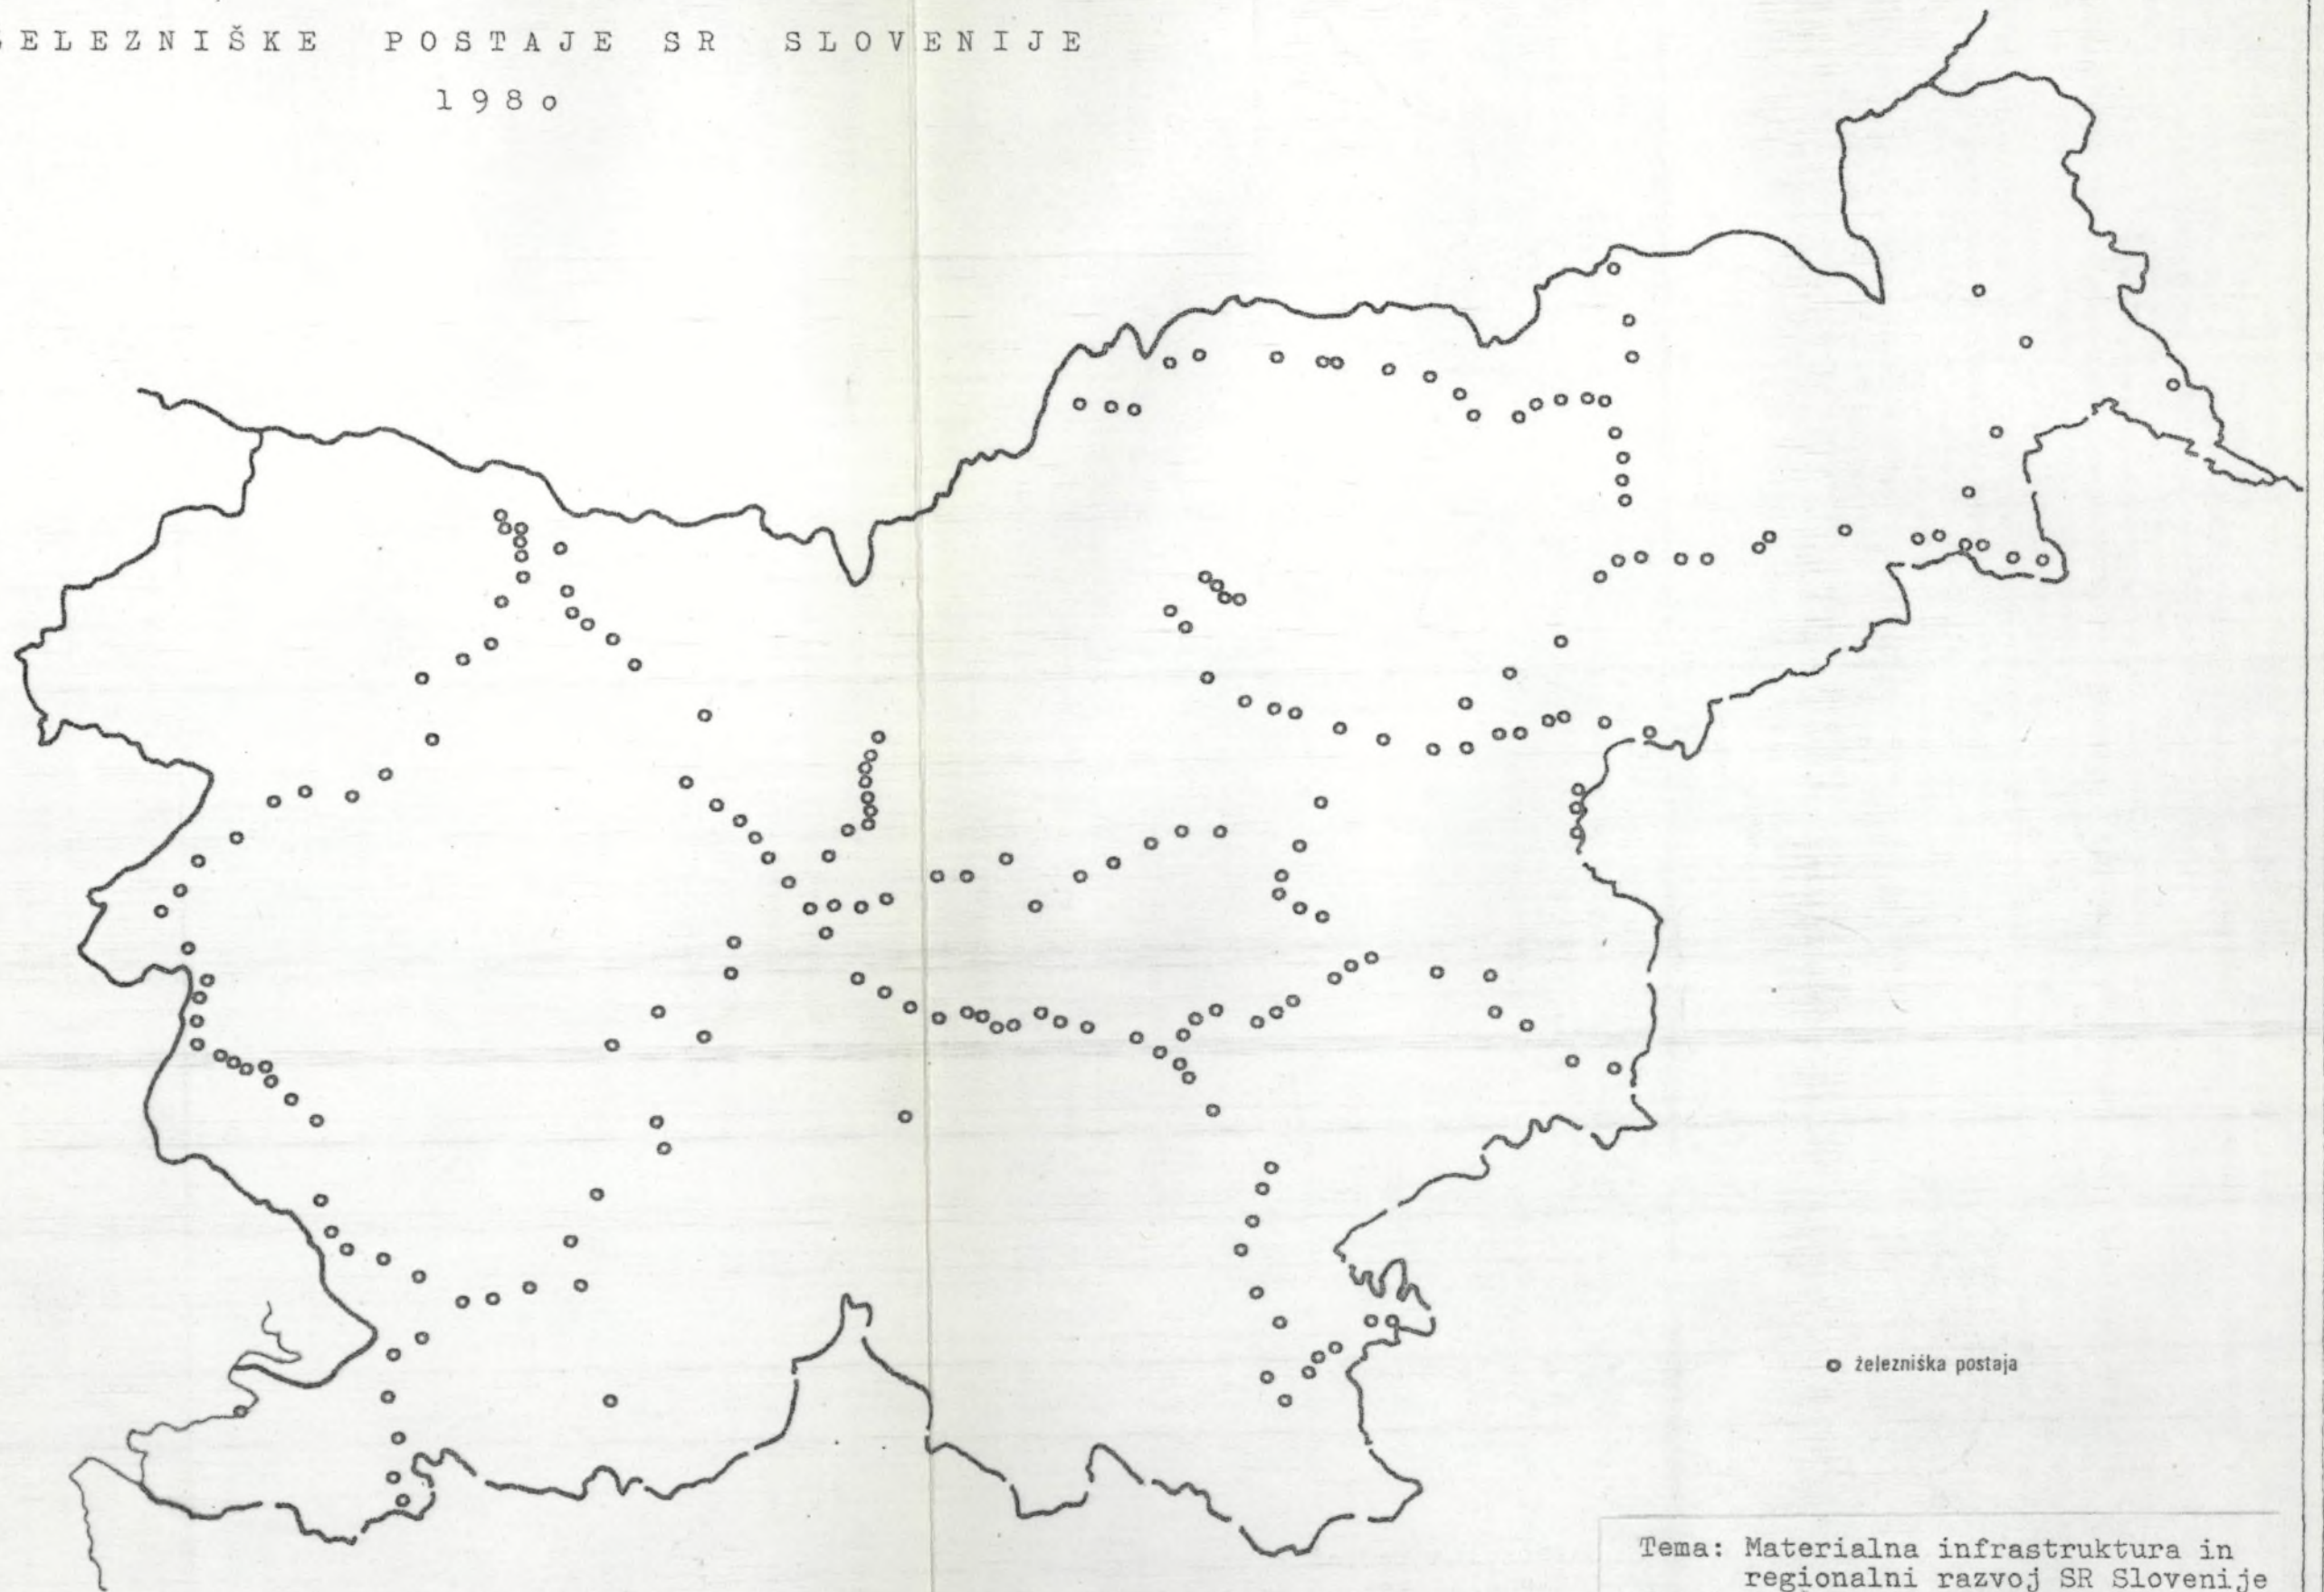 ELEZNIŠKE POSTAJE SR SLOVENIJE
198o
železniška postaja
Tema: Materialna infrastruktura in
regionalni razvoj SR Slovenije